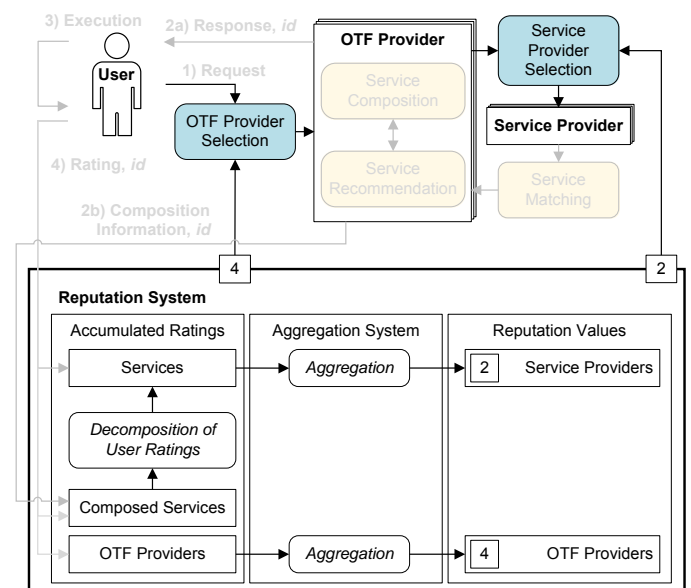 3) Execution
User
2a) Response, id
1) Request
OTF Provider
Selection
OTF Provider
Service
Composition
Service
Recommendation
Service
Provider
Selection
Service Provider
Service
Matching
4) Rating, id
2b) Composition
Information, id
4
2
Reputation System
Accumulated Ratings
Aggregation System
Reputation Values
Services
Aggregation
2
Service Providers
Decomposition of
User Ratings
Composed Services
OTF Providers
Aggregation
4
OTF Providers